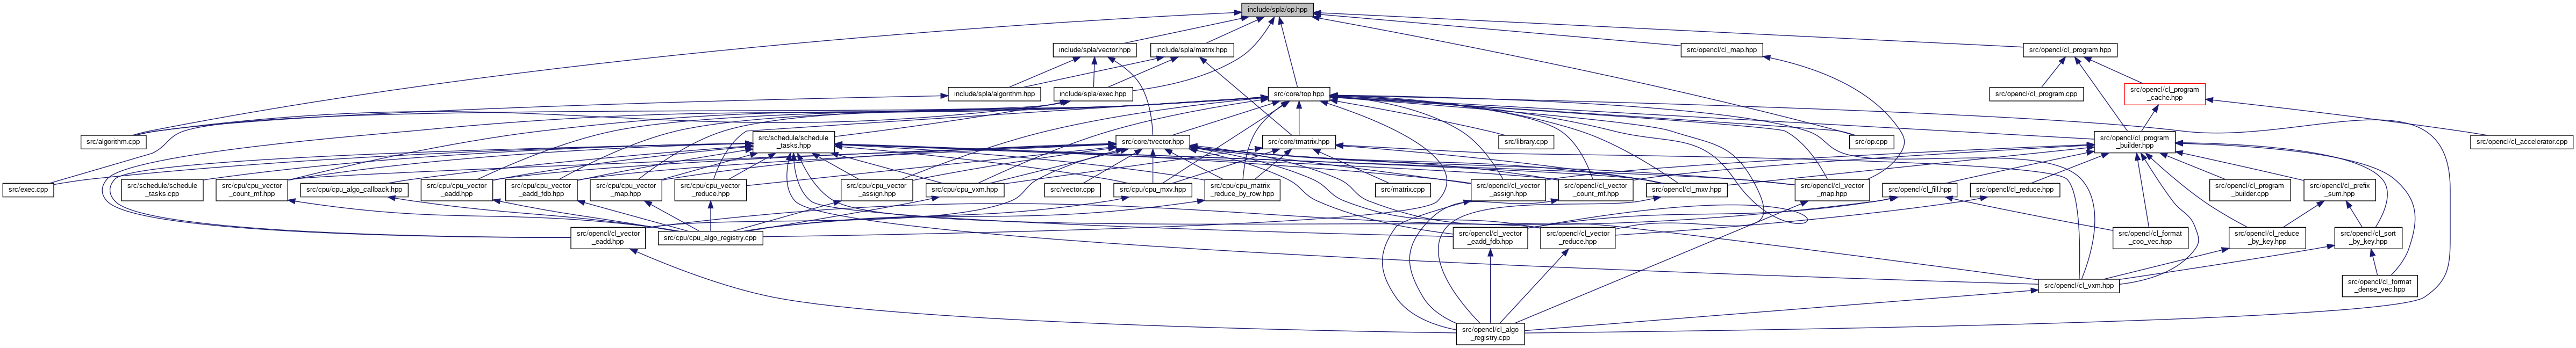 include/spla/op.hpp
include/spla/vector.hpp
include/spla/matrix.hpp
src/opencl/cl_map.hpp
src/opencl/cl_program.hpp
include/spla/algorithm.hpp
include/spla/exec.hpp
src/core/top.hpp
src/opencl/cl_program.cpp
src/opencl/cl_program
_cache.hpp
src/algorithm.cpp
src/schedule/schedule
_tasks.hpp
src/core/tvector.hpp
src/core/tmatrix.hpp
src/library.cpp
src/op.cpp
src/opencl/cl_program
_builder.hpp
src/opencl/cl_accelerator.cpp
src/exec.cpp
src/schedule/schedule
_tasks.cpp
src/cpu/cpu_vector
_count_mf.hpp
src/cpu/cpu_algo_callback.hpp
src/cpu/cpu_vector
_eadd.hpp
src/cpu/cpu_vector
_eadd_fdb.hpp
src/cpu/cpu_vector
_map.hpp
src/cpu/cpu_vector
_reduce.hpp
src/cpu/cpu_vector
_assign.hpp
src/cpu/cpu_vxm.hpp
src/vector.cpp
src/cpu/cpu_mxv.hpp
src/cpu/cpu_matrix
_reduce_by_row.hpp
src/matrix.cpp
src/opencl/cl_vector
_assign.hpp
src/opencl/cl_vector
_count_mf.hpp
src/opencl/cl_mxv.hpp
src/opencl/cl_vector
_map.hpp
src/opencl/cl_fill.hpp
src/opencl/cl_reduce.hpp
src/opencl/cl_program
_builder.cpp
src/opencl/cl_prefix
_sum.hpp
src/opencl/cl_vector
_eadd.hpp
src/cpu/cpu_algo_registry.cpp
src/opencl/cl_vector
_eadd_fdb.hpp
src/opencl/cl_vector
_reduce.hpp
src/opencl/cl_format
_coo_vec.hpp
src/opencl/cl_reduce
_by_key.hpp
src/opencl/cl_sort
_by_key.hpp
src/opencl/cl_vxm.hpp
src/opencl/cl_format
_dense_vec.hpp
src/opencl/cl_algo
_registry.cpp